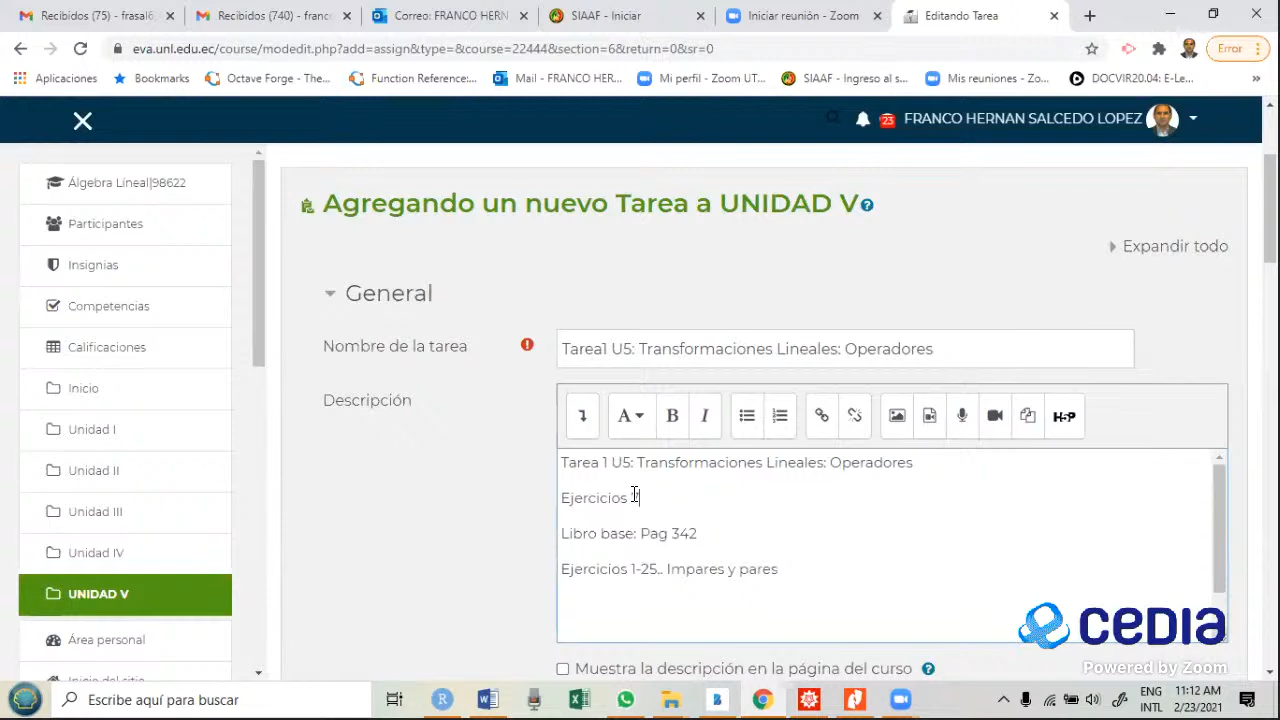 Recibidos (75) - frasal6
Recibidos (740) - franc
Correo: FRANCO HERN
SIAAF - Iniciar
Iniciar reunión - Zoom
Editando Tarea
eva.unl.edu.ec/course/modedit.php?add=assign&type=&course=22444&section=6&return=0&sr=0
Error
Aplicaciones
Bookmarks
Octave Forge - The...
Function Reference:...
Mail - FRANCO HER...
Mi perfil - Zoom UT...
SIAAF - Ingreso al s...
Mis reuniones - Zo...
DOCVIR20.04: E-Le...
23
FRANCO HERNAN SALCEDO LOPEZ
Álgebra Lineal|98622
Participantes
Insignias
Competencias
Calificaciones
Inicio
Unidad I
Unidad II
Unidad III
Unidad IV
UNIDAD V
Área personal
Inicio del sitio
Agregando un nuevo Tarea a UNIDAD V
Expandir todo
General
Nombre de la tarea
Tarea1 U5: Transformaciones Lineales: Operadores
Descripción
A
B
I
H5P
Tarea 1 U5: Transformaciones Lineales: Operadores
Ejercicios
Libro base: Pag 342
Ejercicios 1-25.. Impares y pares
Muestra la descripción en la página del curso
cedia
Powered by Zoom
Escribe aquí para buscar
ENG
INTL
11:12 AM
2/23/2021